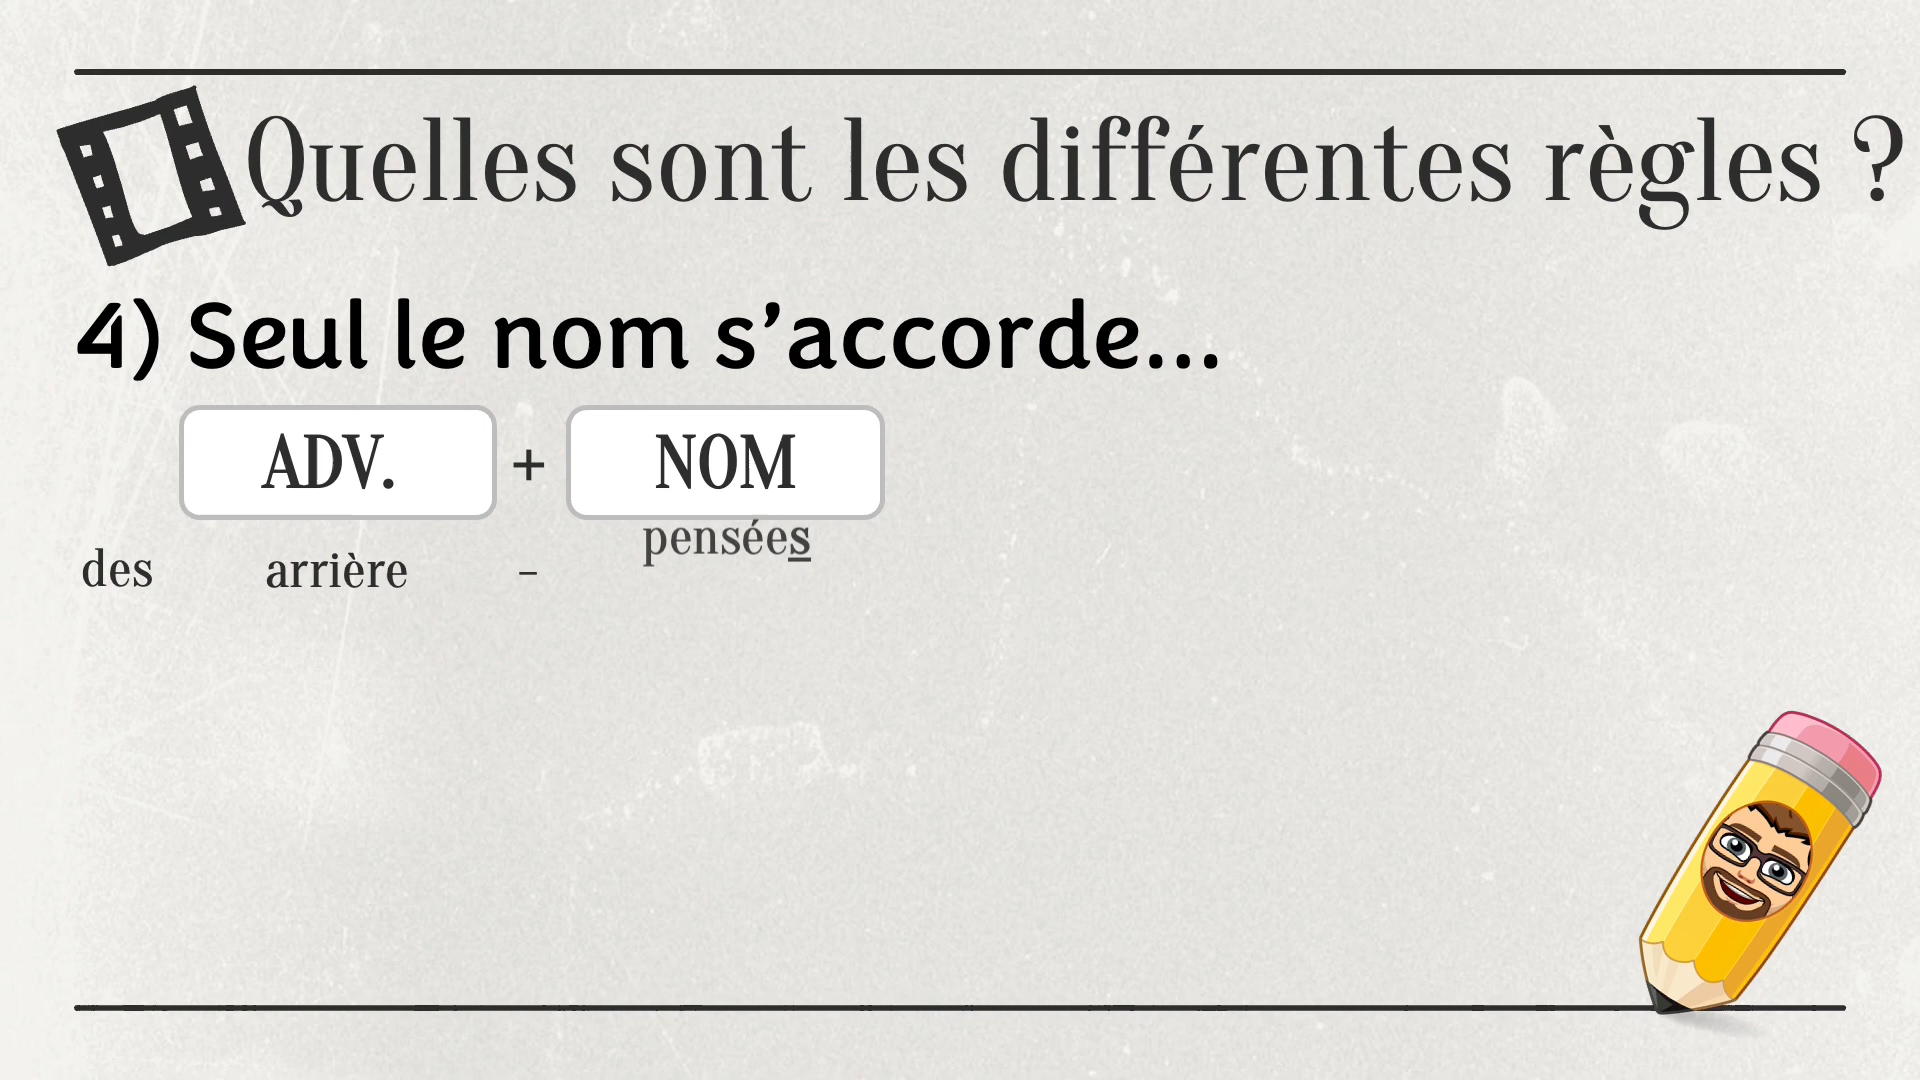 Quelles sont les différentes règles ?
4) Seul le nom s’accorde...
ADV. + NOM
des arrière - pensées